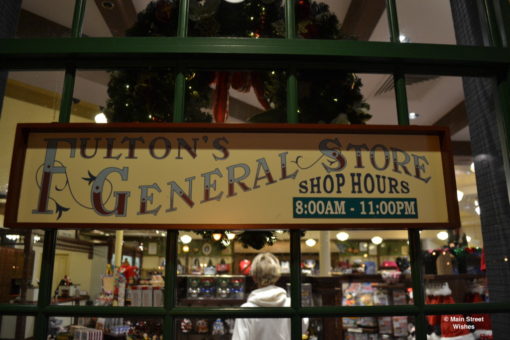 FULTON'S
GENERAL STORE
SHOP HOURS
8:00AM - 11:00PM
© Main Street
Wishes